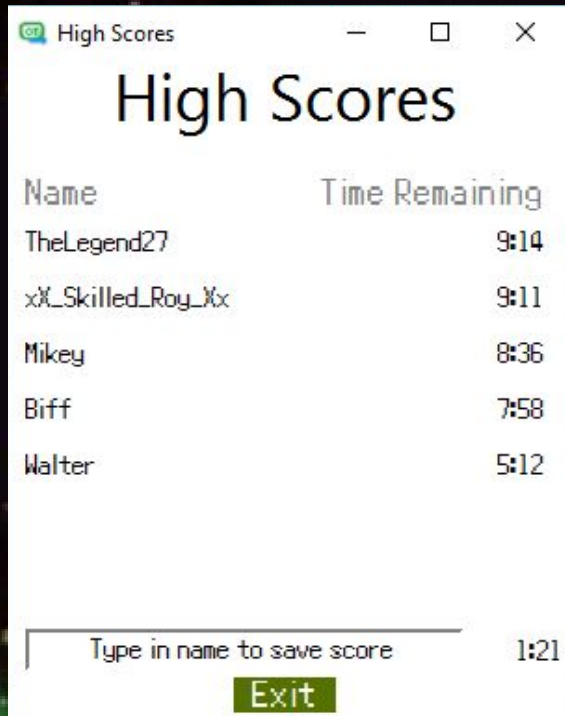 High Scores
High Scores
Name Time Remaining
TheLegend27 9:14
xX_Skilled_Roy_Xx 9:11
Mikey 8:36
Biff 7:58
Walter 5:12
Type in name to save score 1:21
Exit